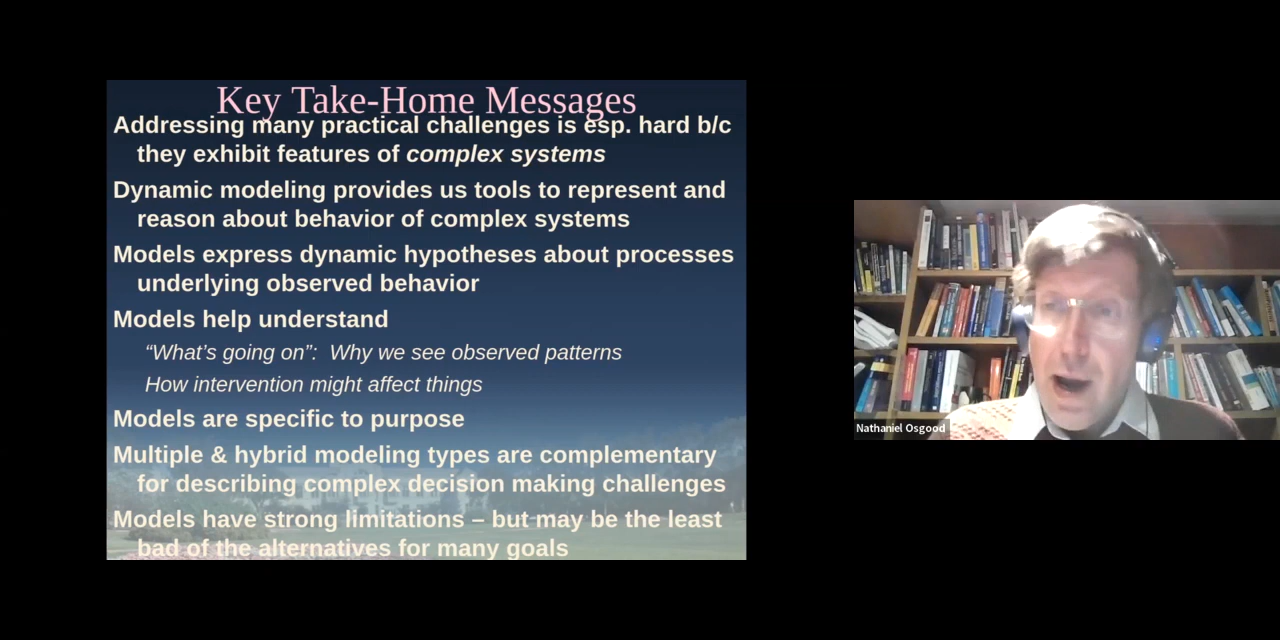 Key Take-Home Messages
Addressing many practical challenges is esp. hard b/c
they exhibit features of complex systems
Dynamic modeling provides us tools to represent and
reason about behavior of complex systems
Models express dynamic hypotheses about processes
underlying observed behavior
Models help understand
“What’s going on”: Why we see observed patterns
How intervention might affect things
Models are specific to purpose
Multiple & hybrid modeling types are complementary
for describing complex decision making challenges
Models have strong limitations – but may be the least
bad of the alternatives for many goals
Nathaniel Osgood